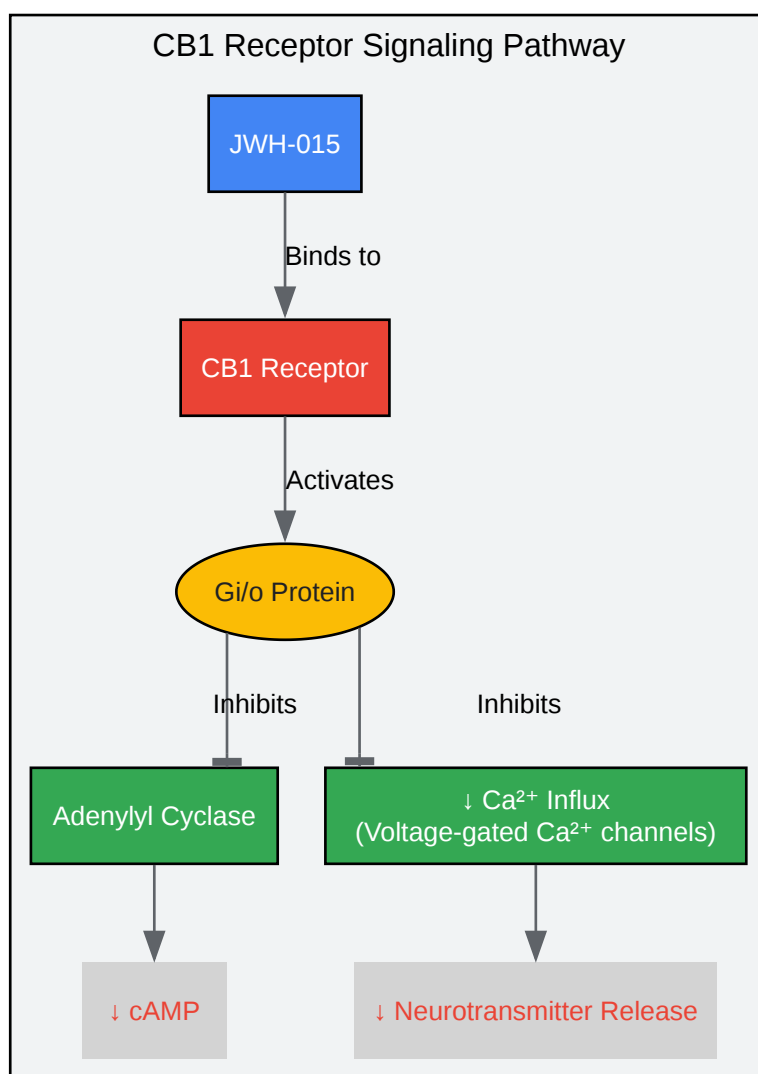 CB1 Receptor Signaling Pathway
JWH-015
Binds to
CB1 Receptor
Activates
Gi/o Protein
Inhibits
Inhibits
Adenylyl Cyclase
↓ Ca²⁺ Influx
(Voltage-gated Ca²⁺ channels)
↓ cAMP
↓ Neurotransmitter Release